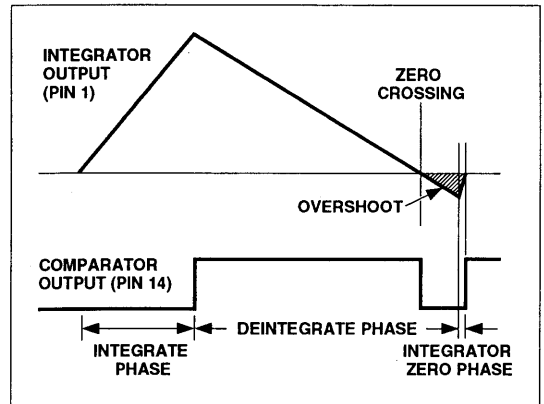 INTEGRATOR
OUTPUT
(PIN 1)
ZERO
CROSSING
OVERSHOOT
COMPARATOR
OUTPUT (PIN 14)
DEINTEGRATE PHASE
INTEGRATE
PHASE
INTEGRATOR
ZERO PHASE